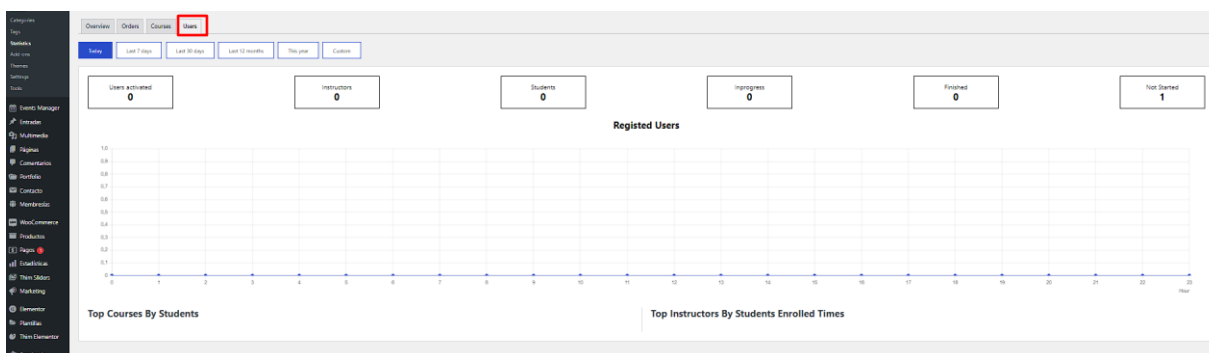 Categories
Tags
Statistics
Add-ons
Themes
Settings
Tools
Events Manager
Entradas
Multimedia
Páginas
Comentarios
Portfolio
Contacto
Membresías
WooCommerce
Productos
Pagos
Estadísticas
Thim Sliders
Marketing
Elementor
Plantillas
Thim Elementor
Overview Orders Courses Users
Today Last 7 days Last 30 days Last 12 months This year Custom
Users activated
0
Instructors
0
Students
0
Inprogress
0
Finished
0
Not Started
1
Registed Users
1,0
0,9
0,8
0,7
0,6
0,5
0,4
0,3
0,2
0,1
0
0 1 2 3 4 5 6 7 8 9 10 11 12 13 14 15 16 17 18 19 20 21 22 23
Hour
Top Courses By Students
Top Instructors By Students Enrolled Times